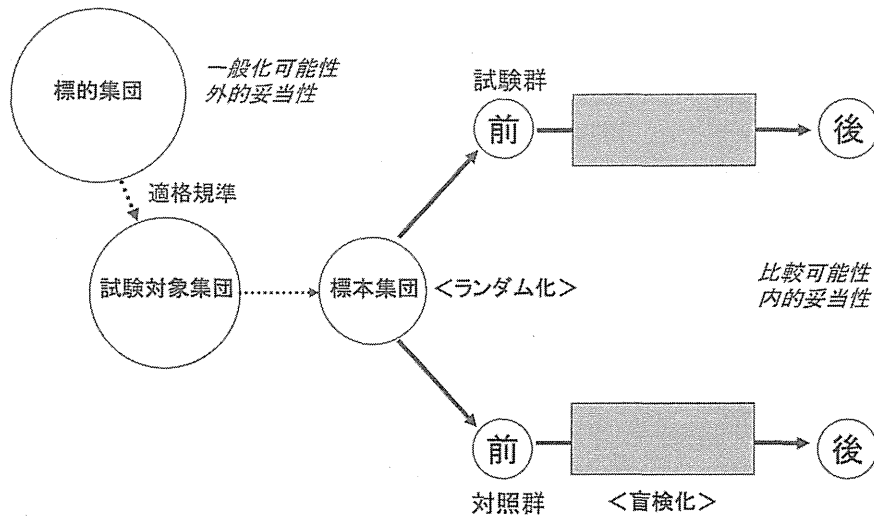 標的集団
一般化可能性
外的妥当性
適格規準
試験対象集団
標本集団
<ランダム化>
試験群
前
後
比較可能性
内的妥当性
前
後
対照群
<盲検化>